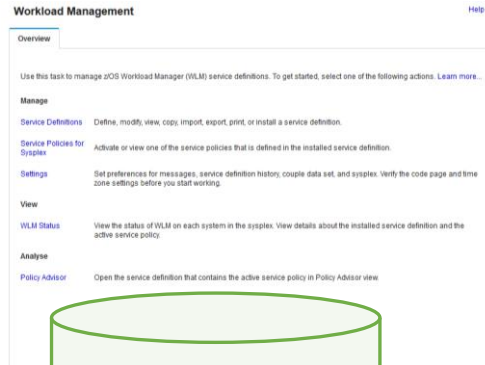 Workload Management
Help
Overview
Use this task to manage z/OS Workload Manager (WLM) service definitions. To get started, select one of the following actions. Learn more...
Manage
Service Definitions Define, modify, view, copy, import, export, print, or install a service definition.
Service Policies for Sysplex Activate or view one of the service policies that is defined in the installed service definition.
Settings Set preferences for messages, service definition history, couple data set, and sysplex. Verify the code page and time
zone settings before you start working.
View
WLM Status View the status of WLM on each system in the sysplex. View details about the installed service definition and the
active service policy.
Analyse
Policy Advisor Open the service definition that contains the active service policy in Policy Advisor view.